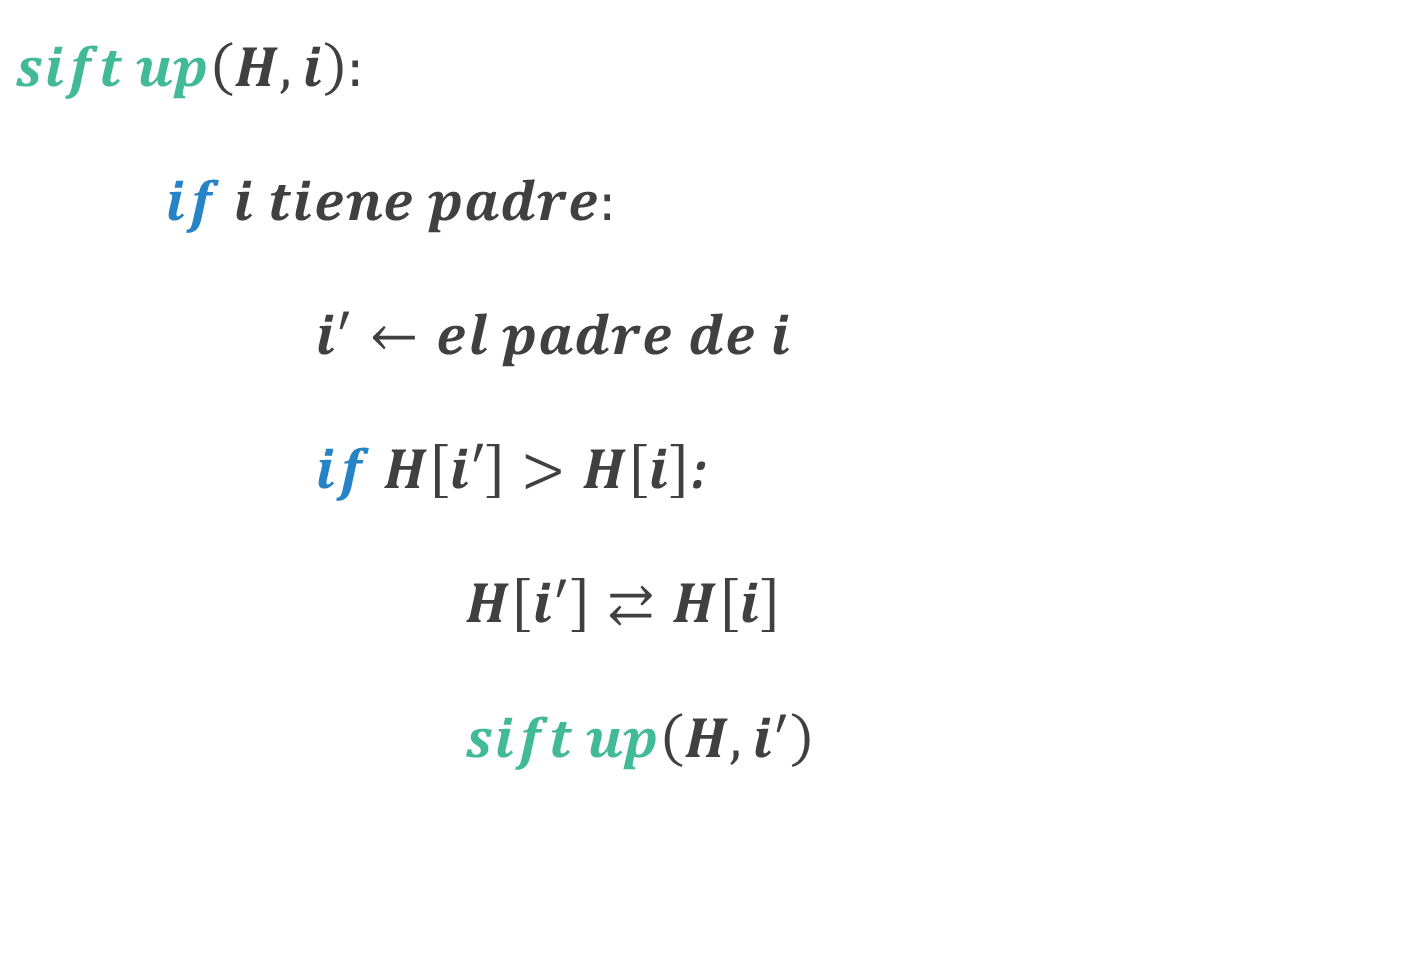 sift up(H, i):
if i tiene padre:
i′ ← el padre de i
if H[i′] > H[i]:
H[i′] ⇄ H[i]
sift up(H, i′)